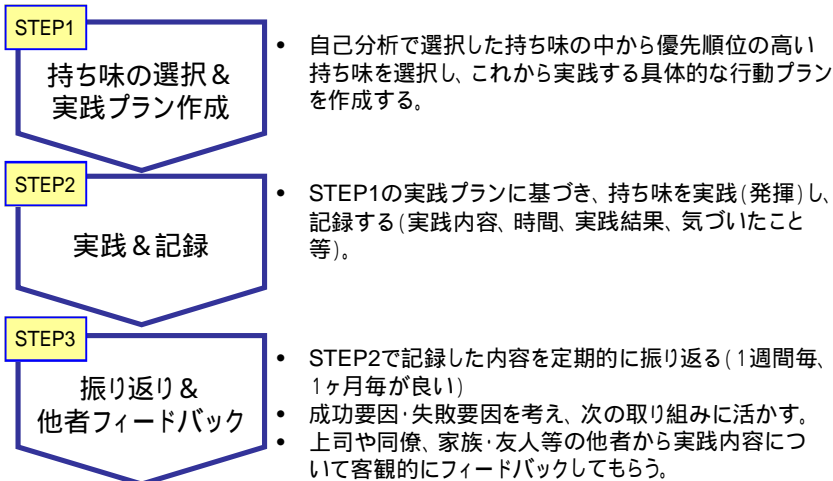 STEP1
持ち味の選択&
実践プラン作成
• 自己分析で選択した持ち味の中から優先順位の高い
持ち味を選択し、これから実践する具体的な行動プラン
を作成する。
STEP2
実践&記録
• STEP1の実践プランに基づき、持ち味を実践(発揮)し、
記録する(実践内容、時間、実践結果、気づいたこと
等)。
STEP3
振り返り&
他者フィードバック
• STEP2で記録した内容を定期的に振り返る(1週間毎、
1ヶ月毎が良い)
• 成功要因・失敗要因を考え、次の取り組みに活かす。
• 上司や同僚、家族・友人等の他者から実践内容につ
いて客観的にフィードバックしてもらう。